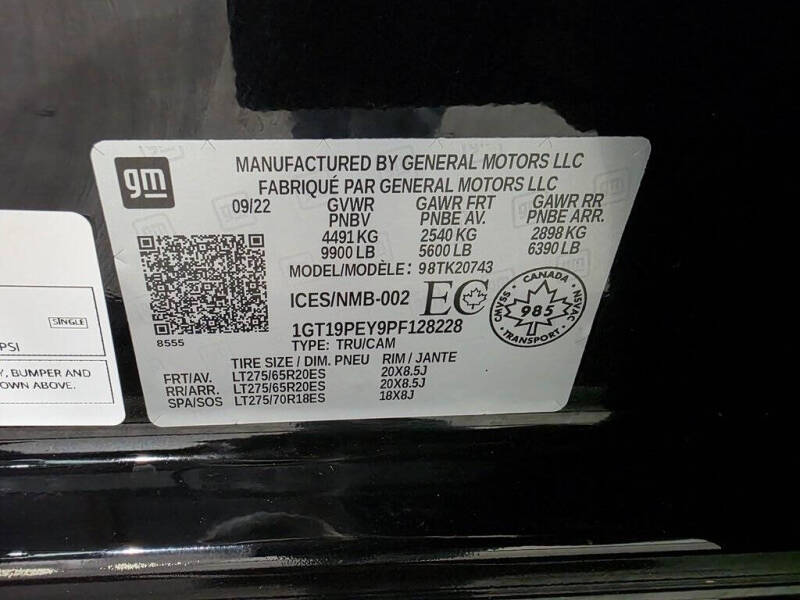 gm
MANUFACTURED BY GENERAL MOTORS LLC
FABRIQUÉ PAR GENERAL MOTORS LLC
09/22 GVWR GAWR FRT GAWR RR
PNBV PNBE AV. PNBE ARR.
4491 KG 2540 KG 2898 KG
9900 LB 5600 LB 6390 LB
MODEL/MODÈLE: 98TK20743
ICES/NMB-002 EC
CANADA
CMVSS 985 NSVAC
TRANSPORT
8555
1GT19PEY9PF128228
TYPE: TRU/CAM
TIRE SIZE / DIM. PNEU RIM / JANTE
FRT/AV. LT275/65R20ES 20X8.5J
RR/ARR. LT275/65R20ES 20X8.5J
SPA/SOS LT275/70R18ES 18X8J
SINGLE
PSI
, BUMPER AND
OWN ABOVE.